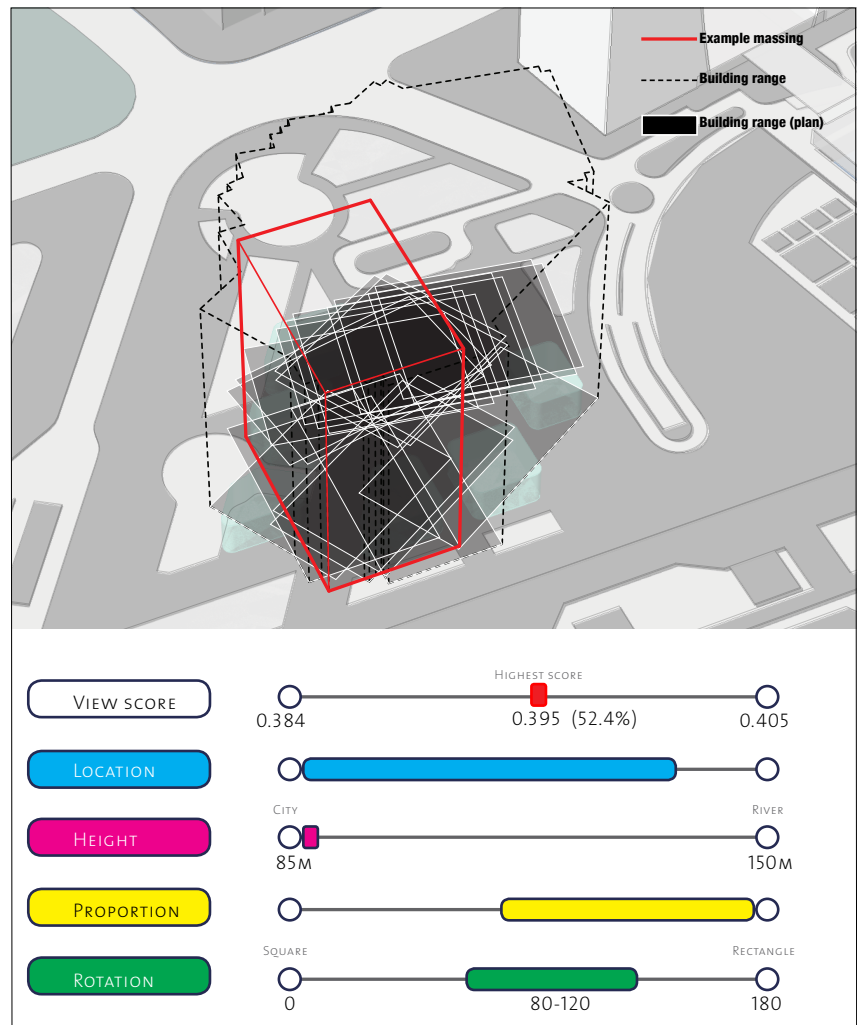 Example massing
Building range
Building range (plan)
View score
Highest score
0.384
0.395 (52.4%)
0.405
Location
City
River
Height
85m
150m
Proportion
Square
Rectangle
Rotation
0
80-120
180